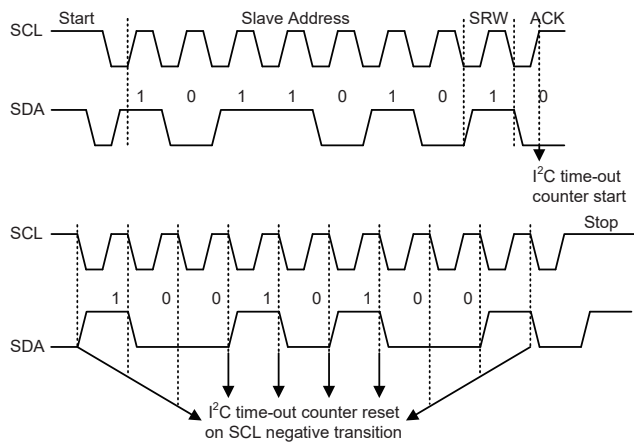 Start Slave Address SRW ACK
SCL
1 0 1 1 0 1 0 1 0
SDA
I²C time-out
counter start
SCL Stop
1 0 0 1 0 1 0 0
SDA
I²C time-out counter reset
on SCL negative transition